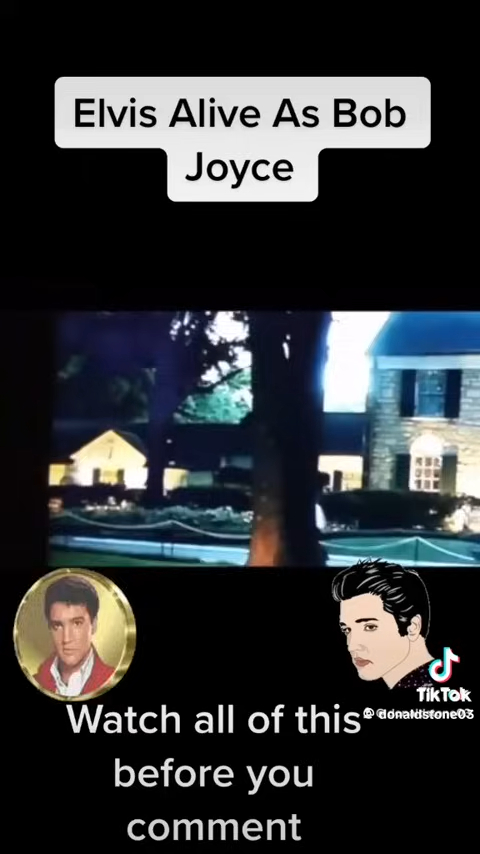 Elvis Alive As Bob
Joyce
TikTok
Watch all of this
@ donaldstone03
before you
comment